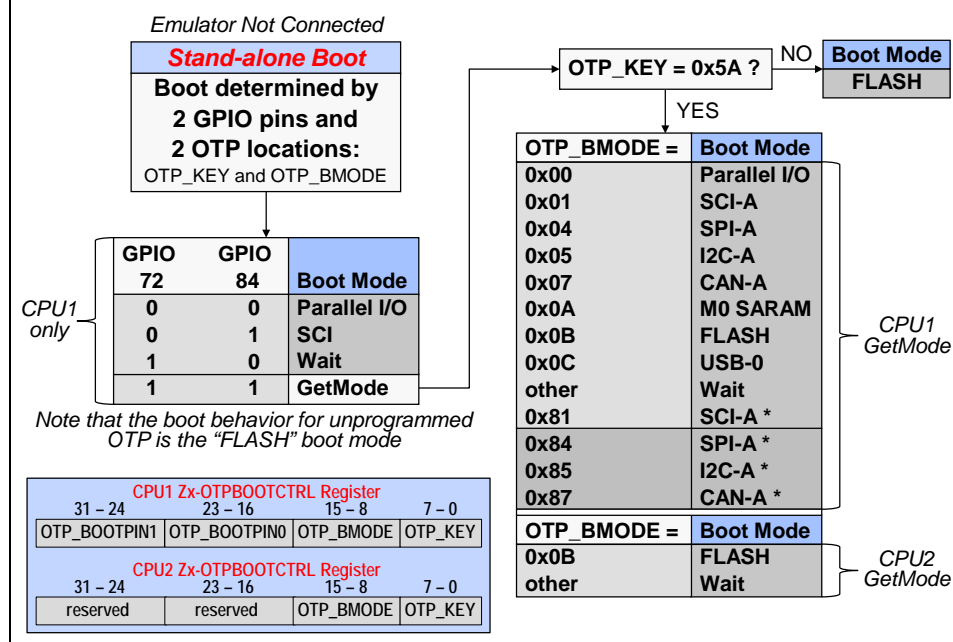 Emulator Not Connected
Stand-alone Boot
Boot determined by
2 GPIO pins and
2 OTP locations:
OTP_KEY and OTP_BMODE
OTP_KEY = 0x5A ?
NO
YES
Boot Mode
FLASH
CPU1
only
GPIO GPIO
72 84 Boot Mode
0 0 Parallel I/O
0 1 SCI
1 0 Wait
1 1 GetMode
Note that the boot behavior for unprogrammed
OTP is the “FLASH” boot mode
OTP_BMODE = Boot Mode
0x00 Parallel I/O
0x01 SCI-A
0x04 SPI-A
0x05 I2C-A
0x07 CAN-A
0x0A M0 SARAM
0x0B FLASH
0x0C USB-0
other Wait
0x81 SCI-A *
0x84 SPI-A *
0x85 I2C-A *
0x87 CAN-A *
CPU1
GetMode
OTP_BMODE = Boot Mode
0x0B FLASH
other Wait
CPU2
GetMode
CPU1 Zx-OTPBOOTCTRL Register
31 – 24 23 – 16 15 – 8 7 – 0
OTP_BOOTPIN1 OTP_BOOTPIN0 OTP_BMODE OTP_KEY
CPU2 Zx-OTPBOOTCTRL Register
31 – 24 23 – 16 15 – 8 7 – 0
reserved reserved OTP_BMODE OTP_KEY